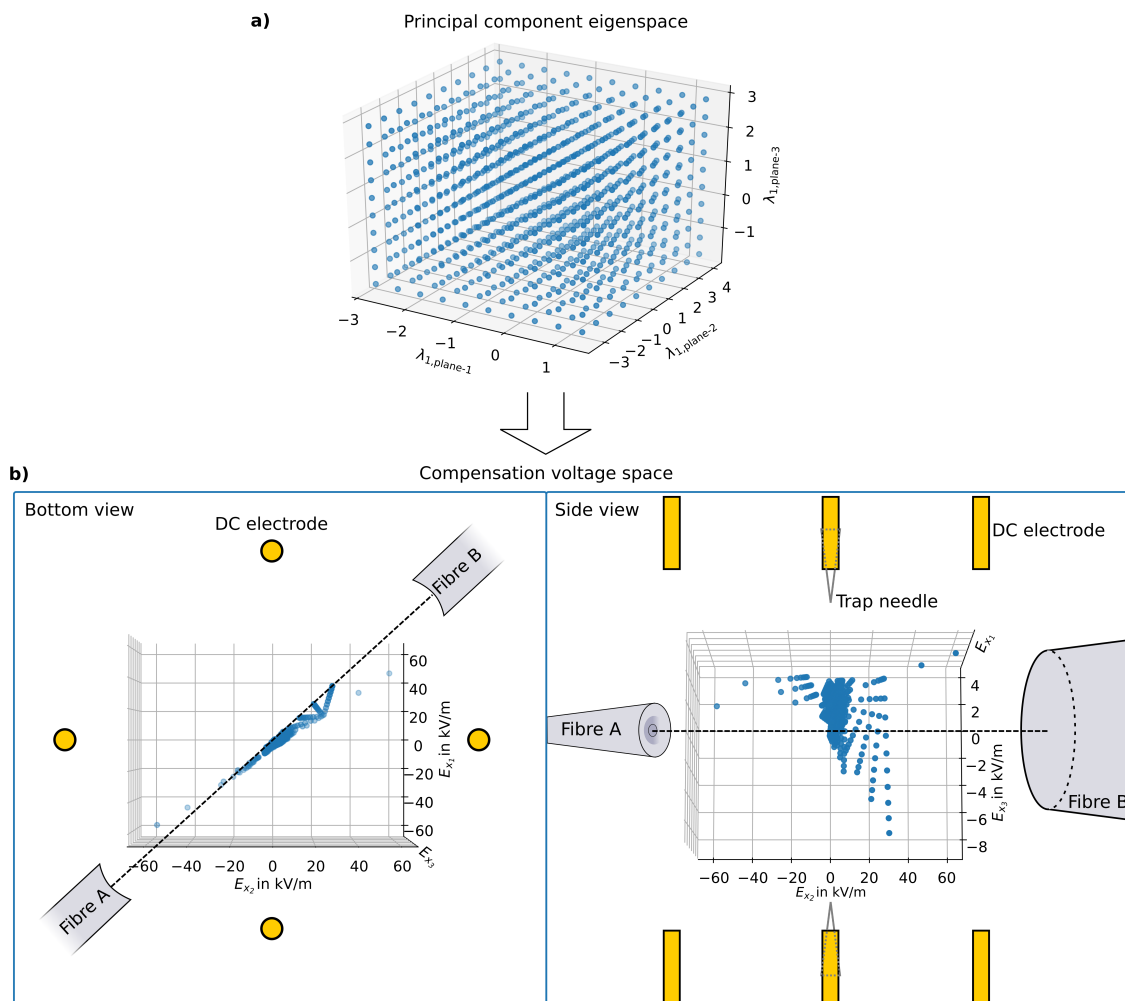 a) Principal component eigenspace
3
2
1
0
−1
λ1,plane-3
−3 −2 −1 0 1
λ1,plane-1
−3 −2 −1 0 1 2 3 4
λ1,plane-2
b) Compensation voltage space
Bottom view
DC electrode
Fibre B
60
40
20
0
−20
−40
−60
Ex1 in kV/m
Ex3
−60 −40 −20 0 20 40 60
Ex2 in kV/m
Fibre A
Side view
DC electrode
Trap needle
Ex1
4
2
0
−2
−4
−6
−8
Ex3 in kV/m
Fibre A
Fibre B
−60 −40 −20 0 20 40 60
Ex2 in kV/m